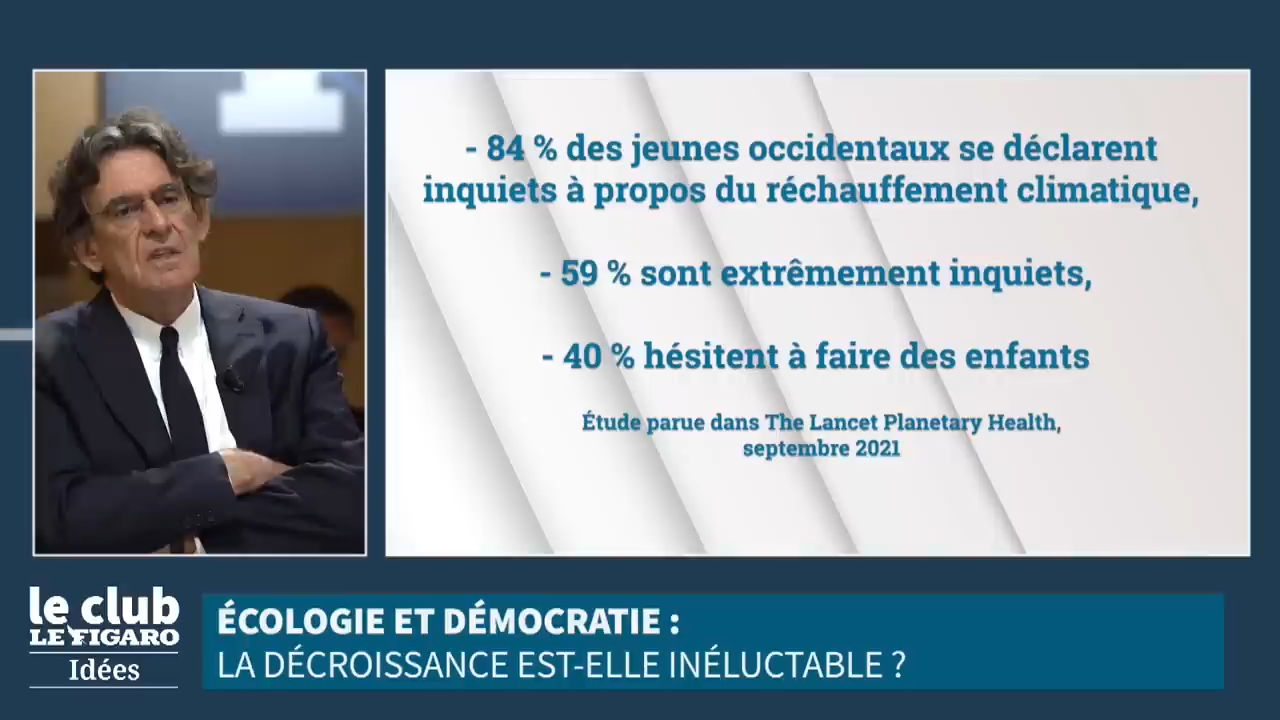 - 84 % des jeunes occidentaux se déclarent
inquiets à propos du réchauffement climatique,
- 59 % sont extrêmement inquiets,
- 40 % hésitent à faire des enfants
Étude parue dans The Lancet Planetary Health,
septembre 2021
le club
LE FIGARO
Idées
ÉCOLOGIE ET DÉMOCRATIE :
LA DÉCROISSANCE EST-ELLE INÉLUCTABLE ?